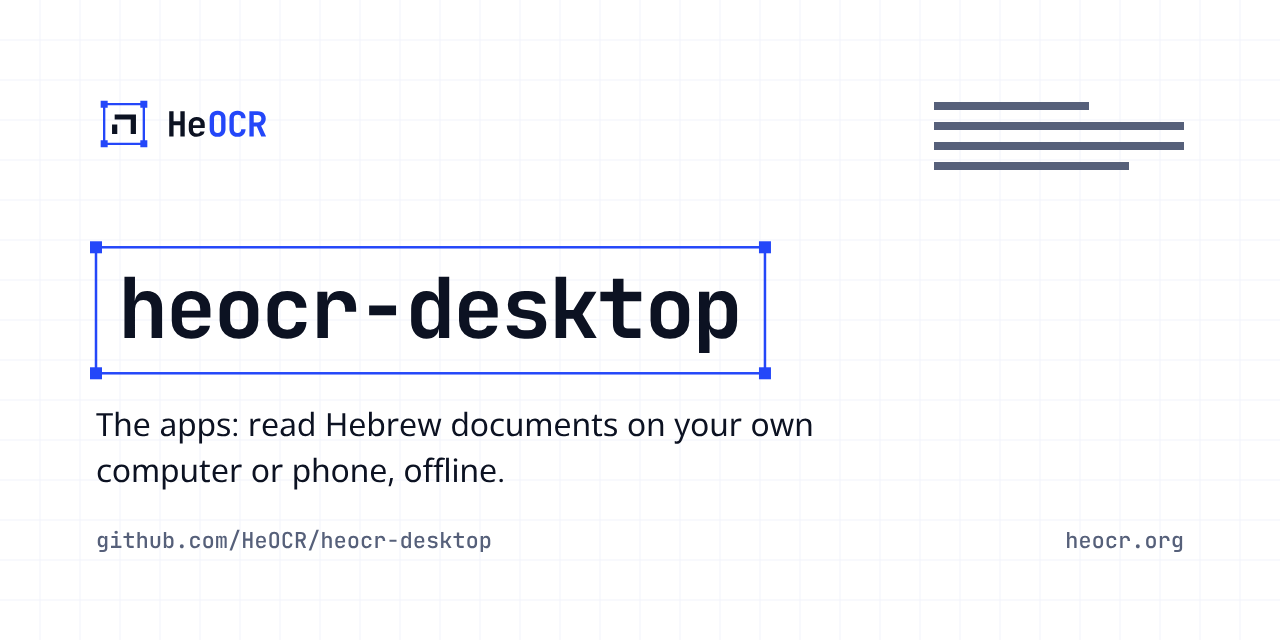 HeOCR
heocr-desktop
The apps: read Hebrew documents on your own
computer or phone, offline.
github.com/HeOCR/heocr-desktop
heocr.org